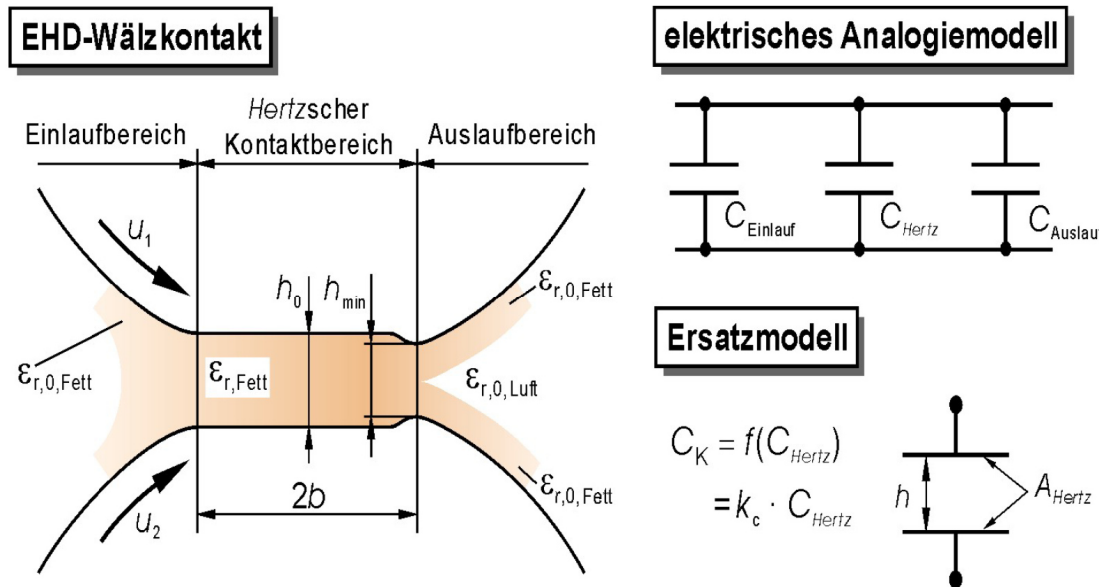 EHD-Wälzkontakt
Einlaufbereich
Hertzscher
Kontaktbereich
Auslaufbereich
u1
h0
hmin
εr,0,Fett
εr,0,Fett
εr,Fett
εr,0,Luft
εr,0,Fett
2b
u2
elektrisches Analogiemodell
CEinlauf
CHertz
CAuslauf
Ersatzmodell
CK = f(CHertz)
= kc · CHertz
h
AHertz